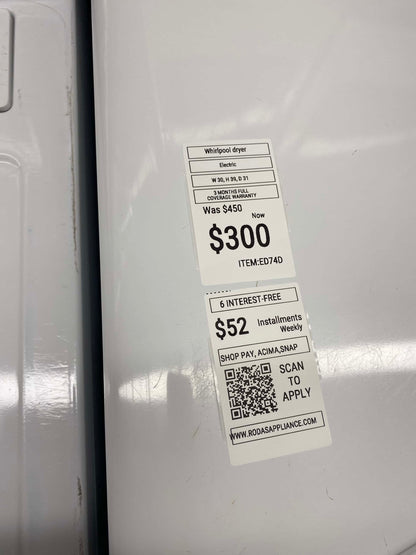 Whirlpool dryer
Electric
W 30, H 39, D 31
3 MONTHS FULL
COVERAGE WARRANTY
Was $450
Now
$300
ITEM:ED74D
6 INTEREST-FREE
$52 Installments
Weekly
SHOP PAY, ACIMA,SNAP
SCAN
TO
APPLY
WWW.RODASAPPLIANCE.COM